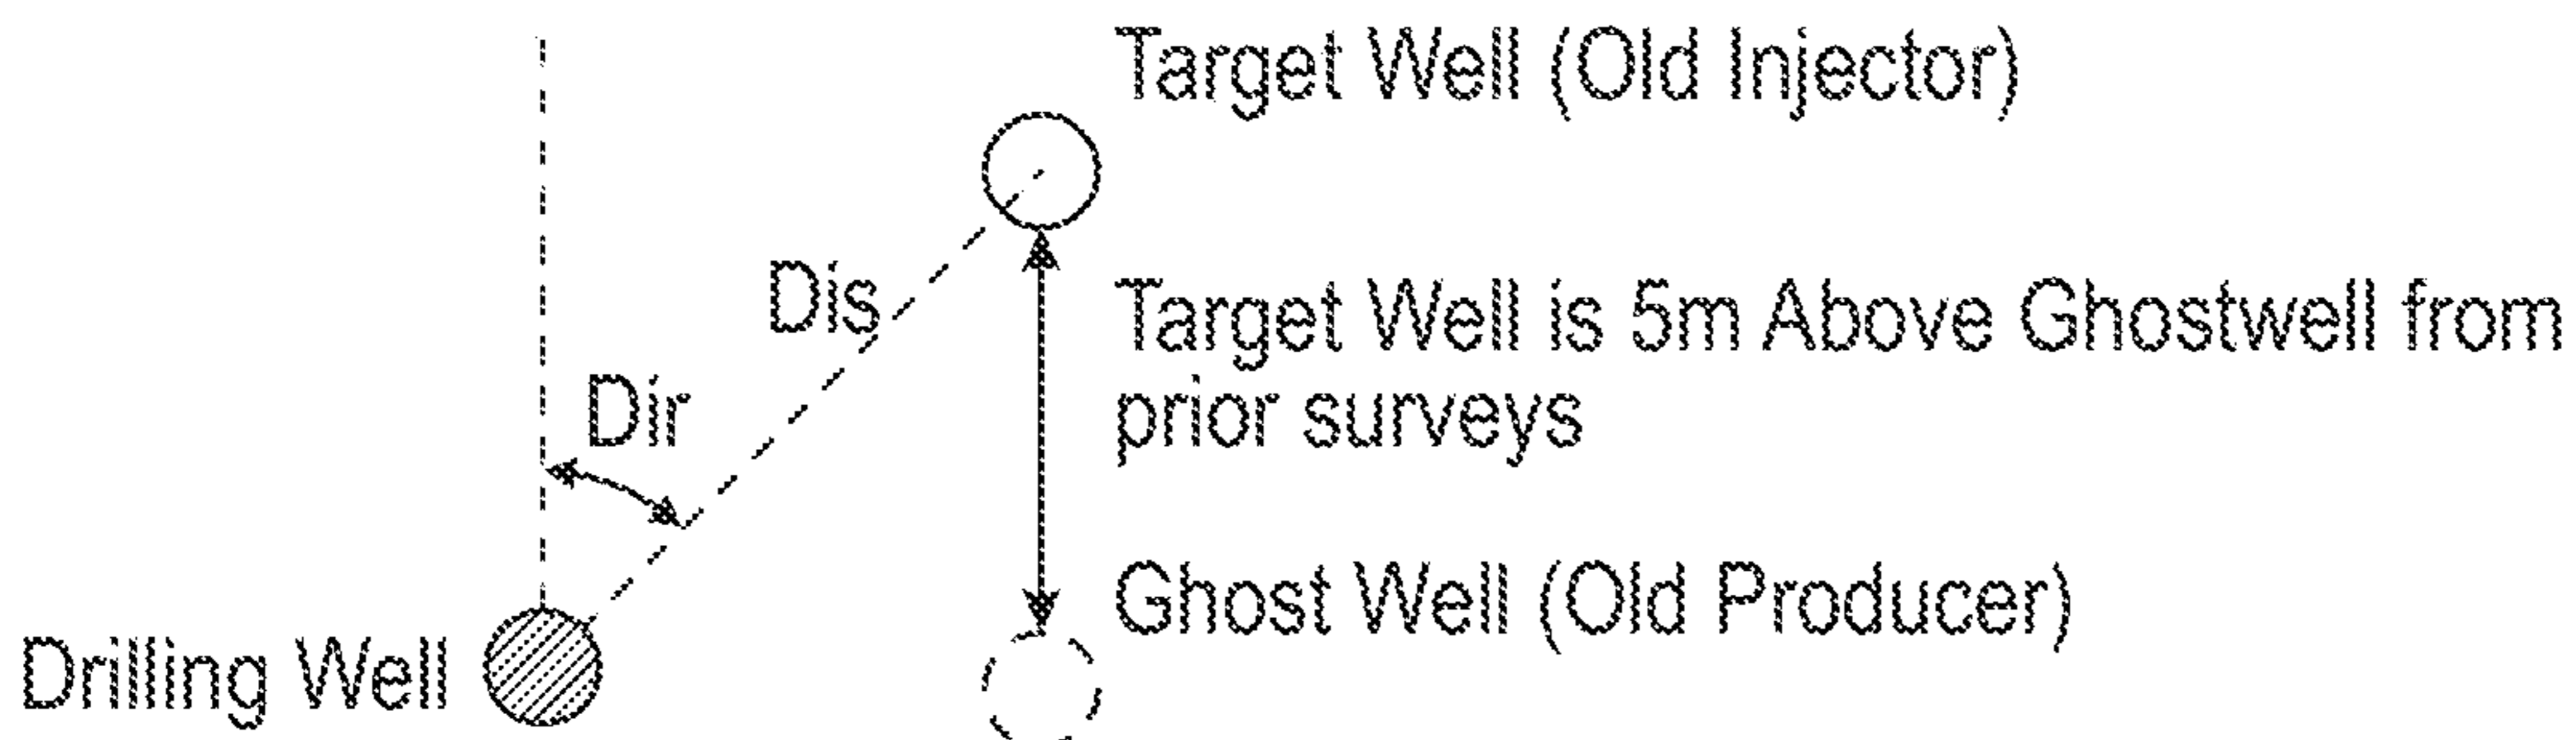 Target Well (Old Injector)
Dis
Target Well is 5m Above Ghostwell from
prior surveys
Dir
Ghost Well (Old Producer)
Drilling Well